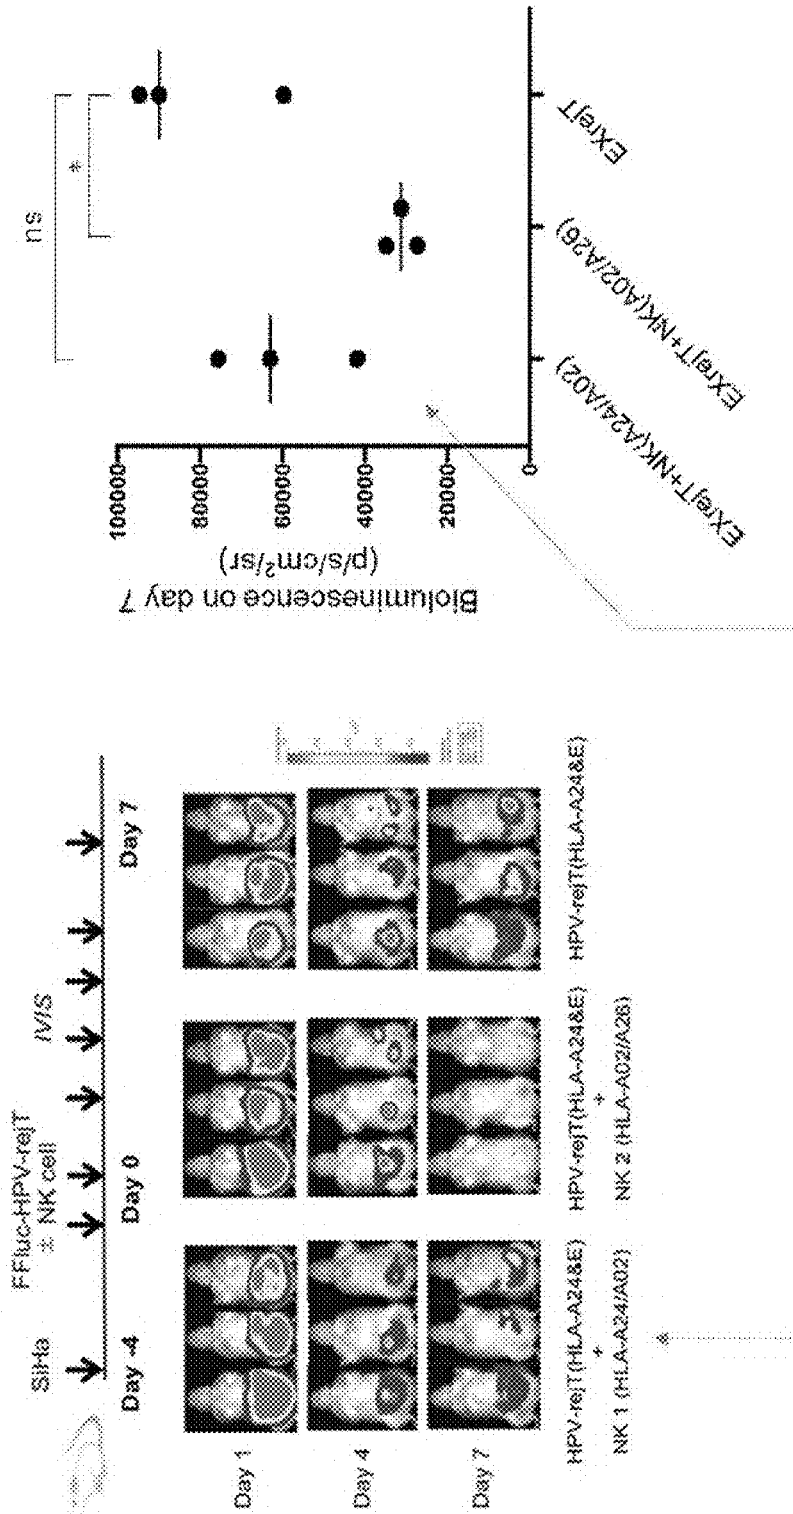 SiHa
FFluc-HPV-rejT
± NK cell
IVIS
Day -4
Day 0
Day 7
Day 1
Day 4
Day 7
HPV-rejT(HLA-A24&E)
+
NK 1 (HLA-A24/A02)
HPV-rejT(HLA-A24&E)
+
NK 2 (HLA-A02/A26)
HPV-rejT(HLA-A24&E)
Bioluminescence on day 7
(p/s/cm²/sr)
100000
80000
60000
40000
20000
0
ns
*
EXrejT+NK(A24/A02)
EXrejT+NK(A02/A26)
EXrejT